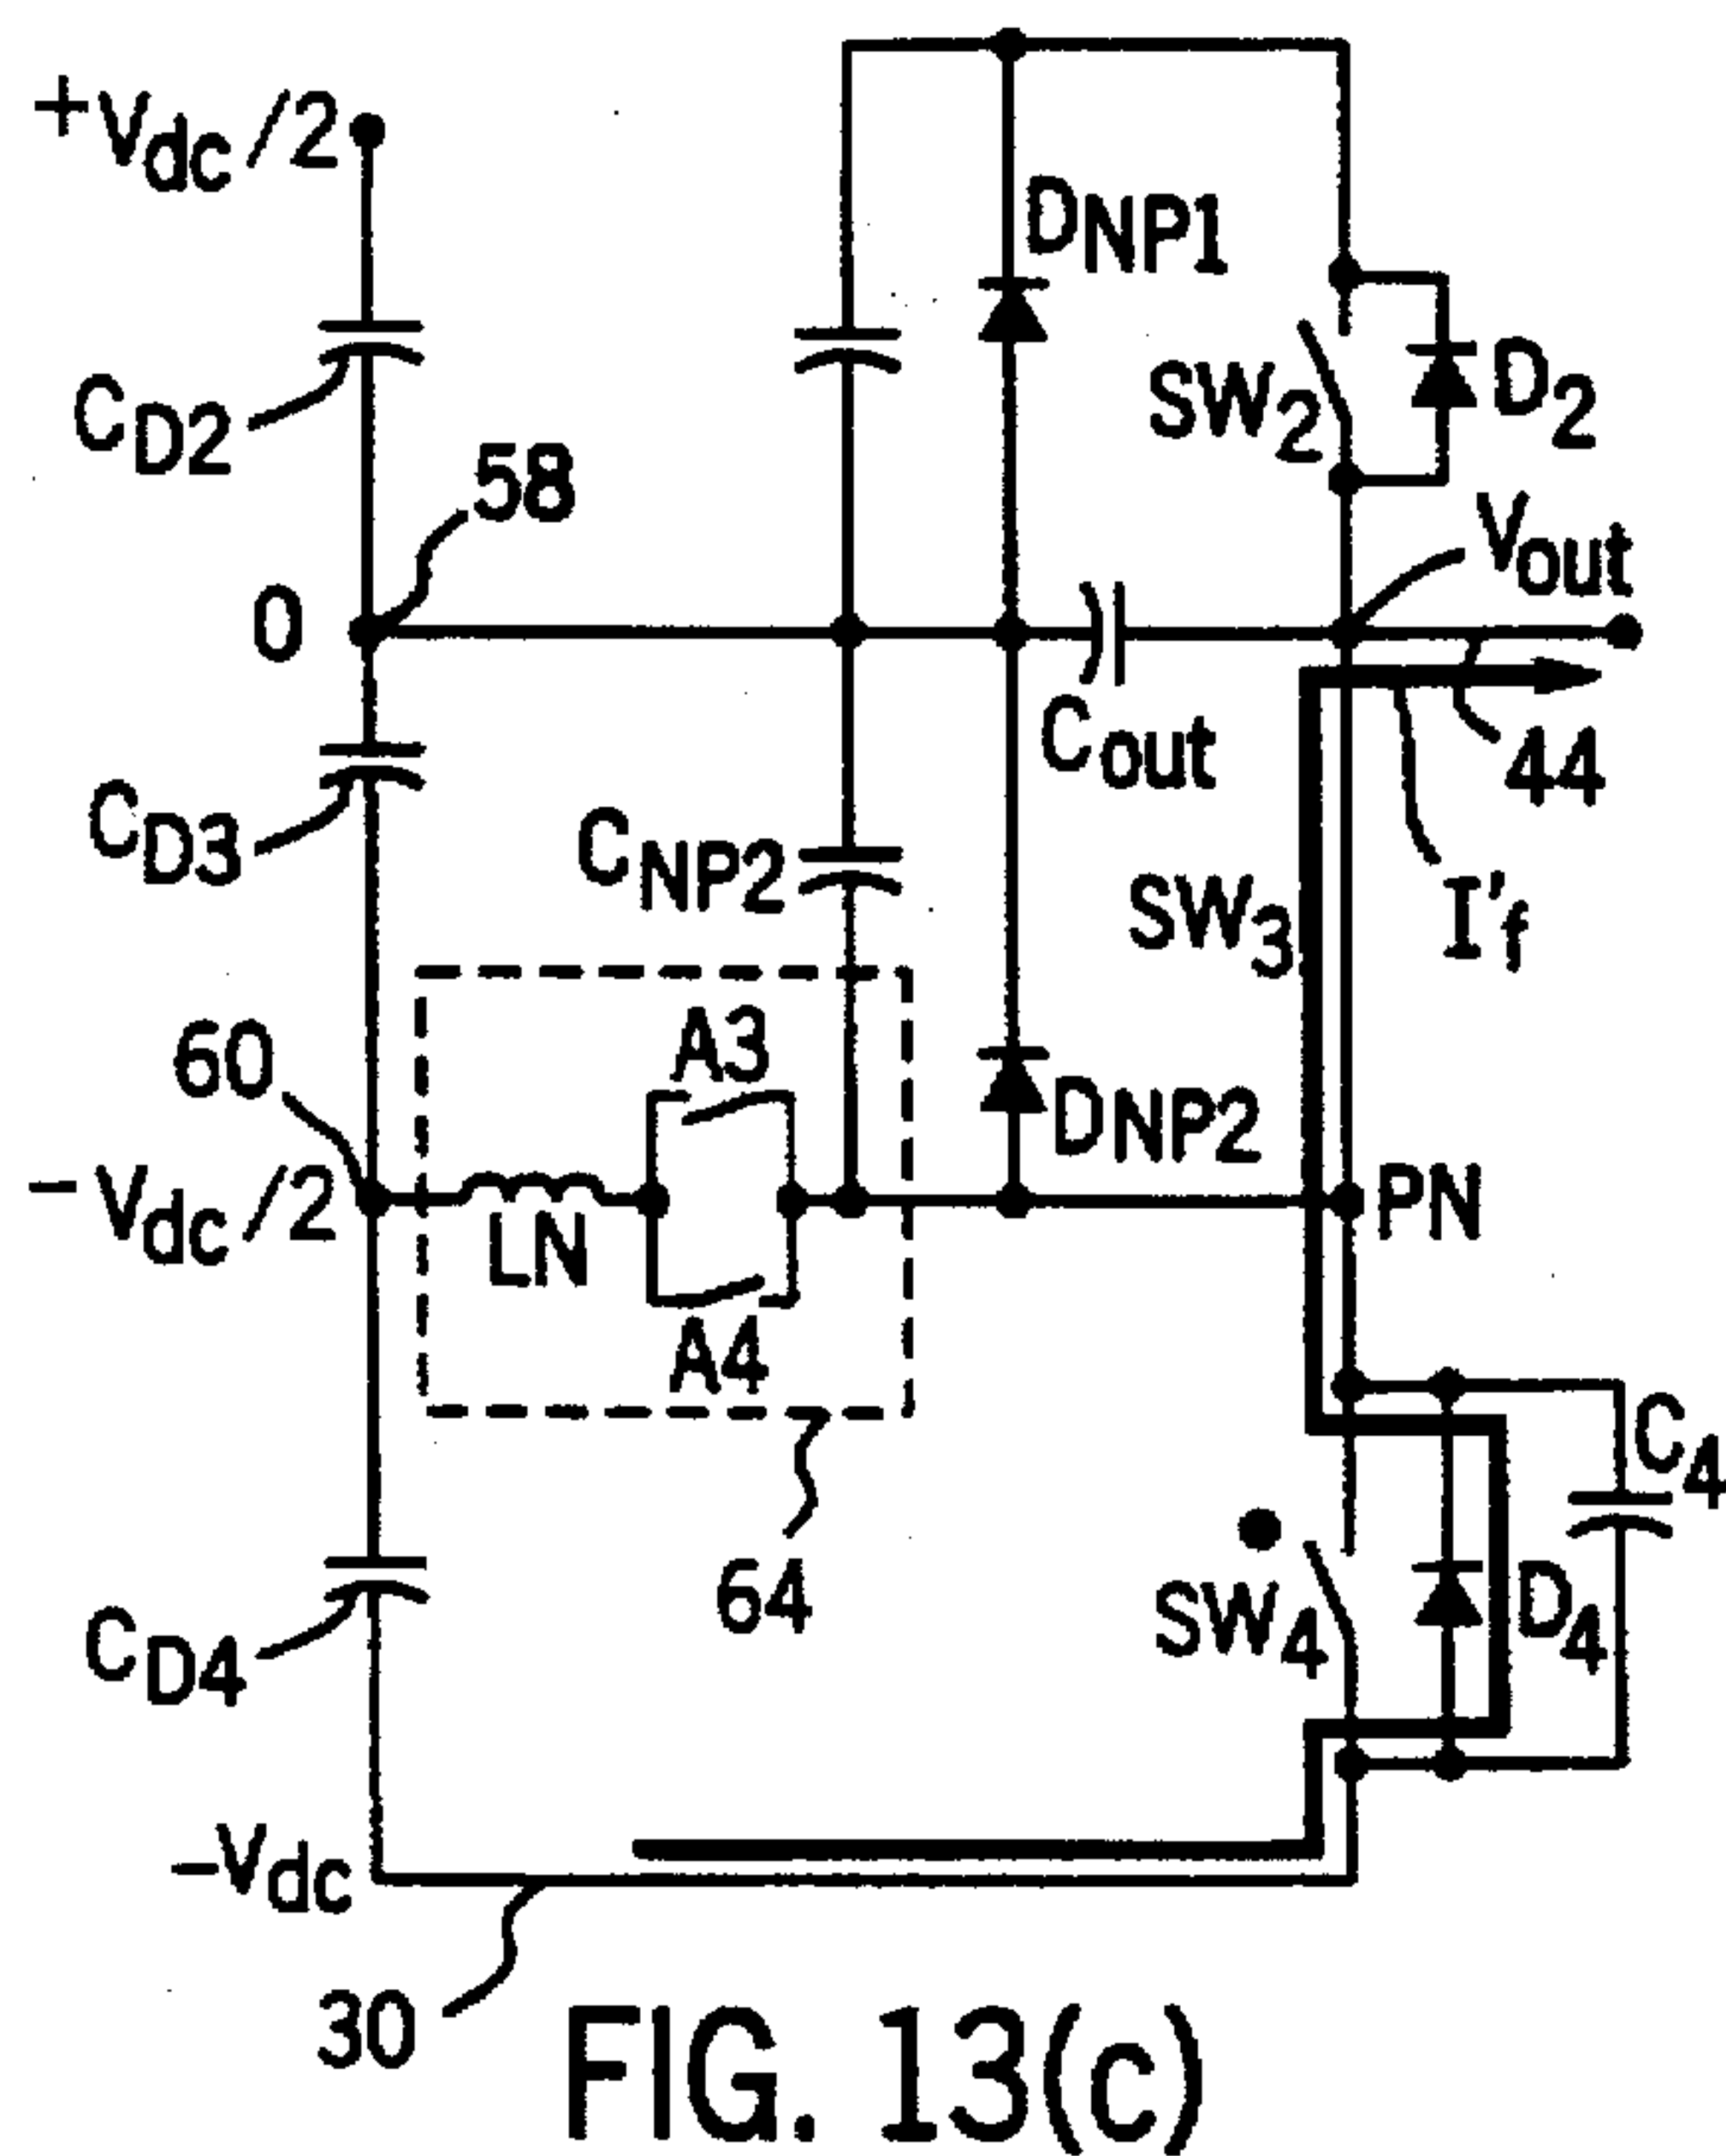 +Vdc/2
DNP1
CD2
SW2
D2
58
Vout
0
Cout
44
CD3
CNP2
SW3
I'f
A3
60
DNP2
-Vdc/2
LN
PN
A4
C4
64
SW4
D4
CD4
-Vdc
30
FIG. 13(c)